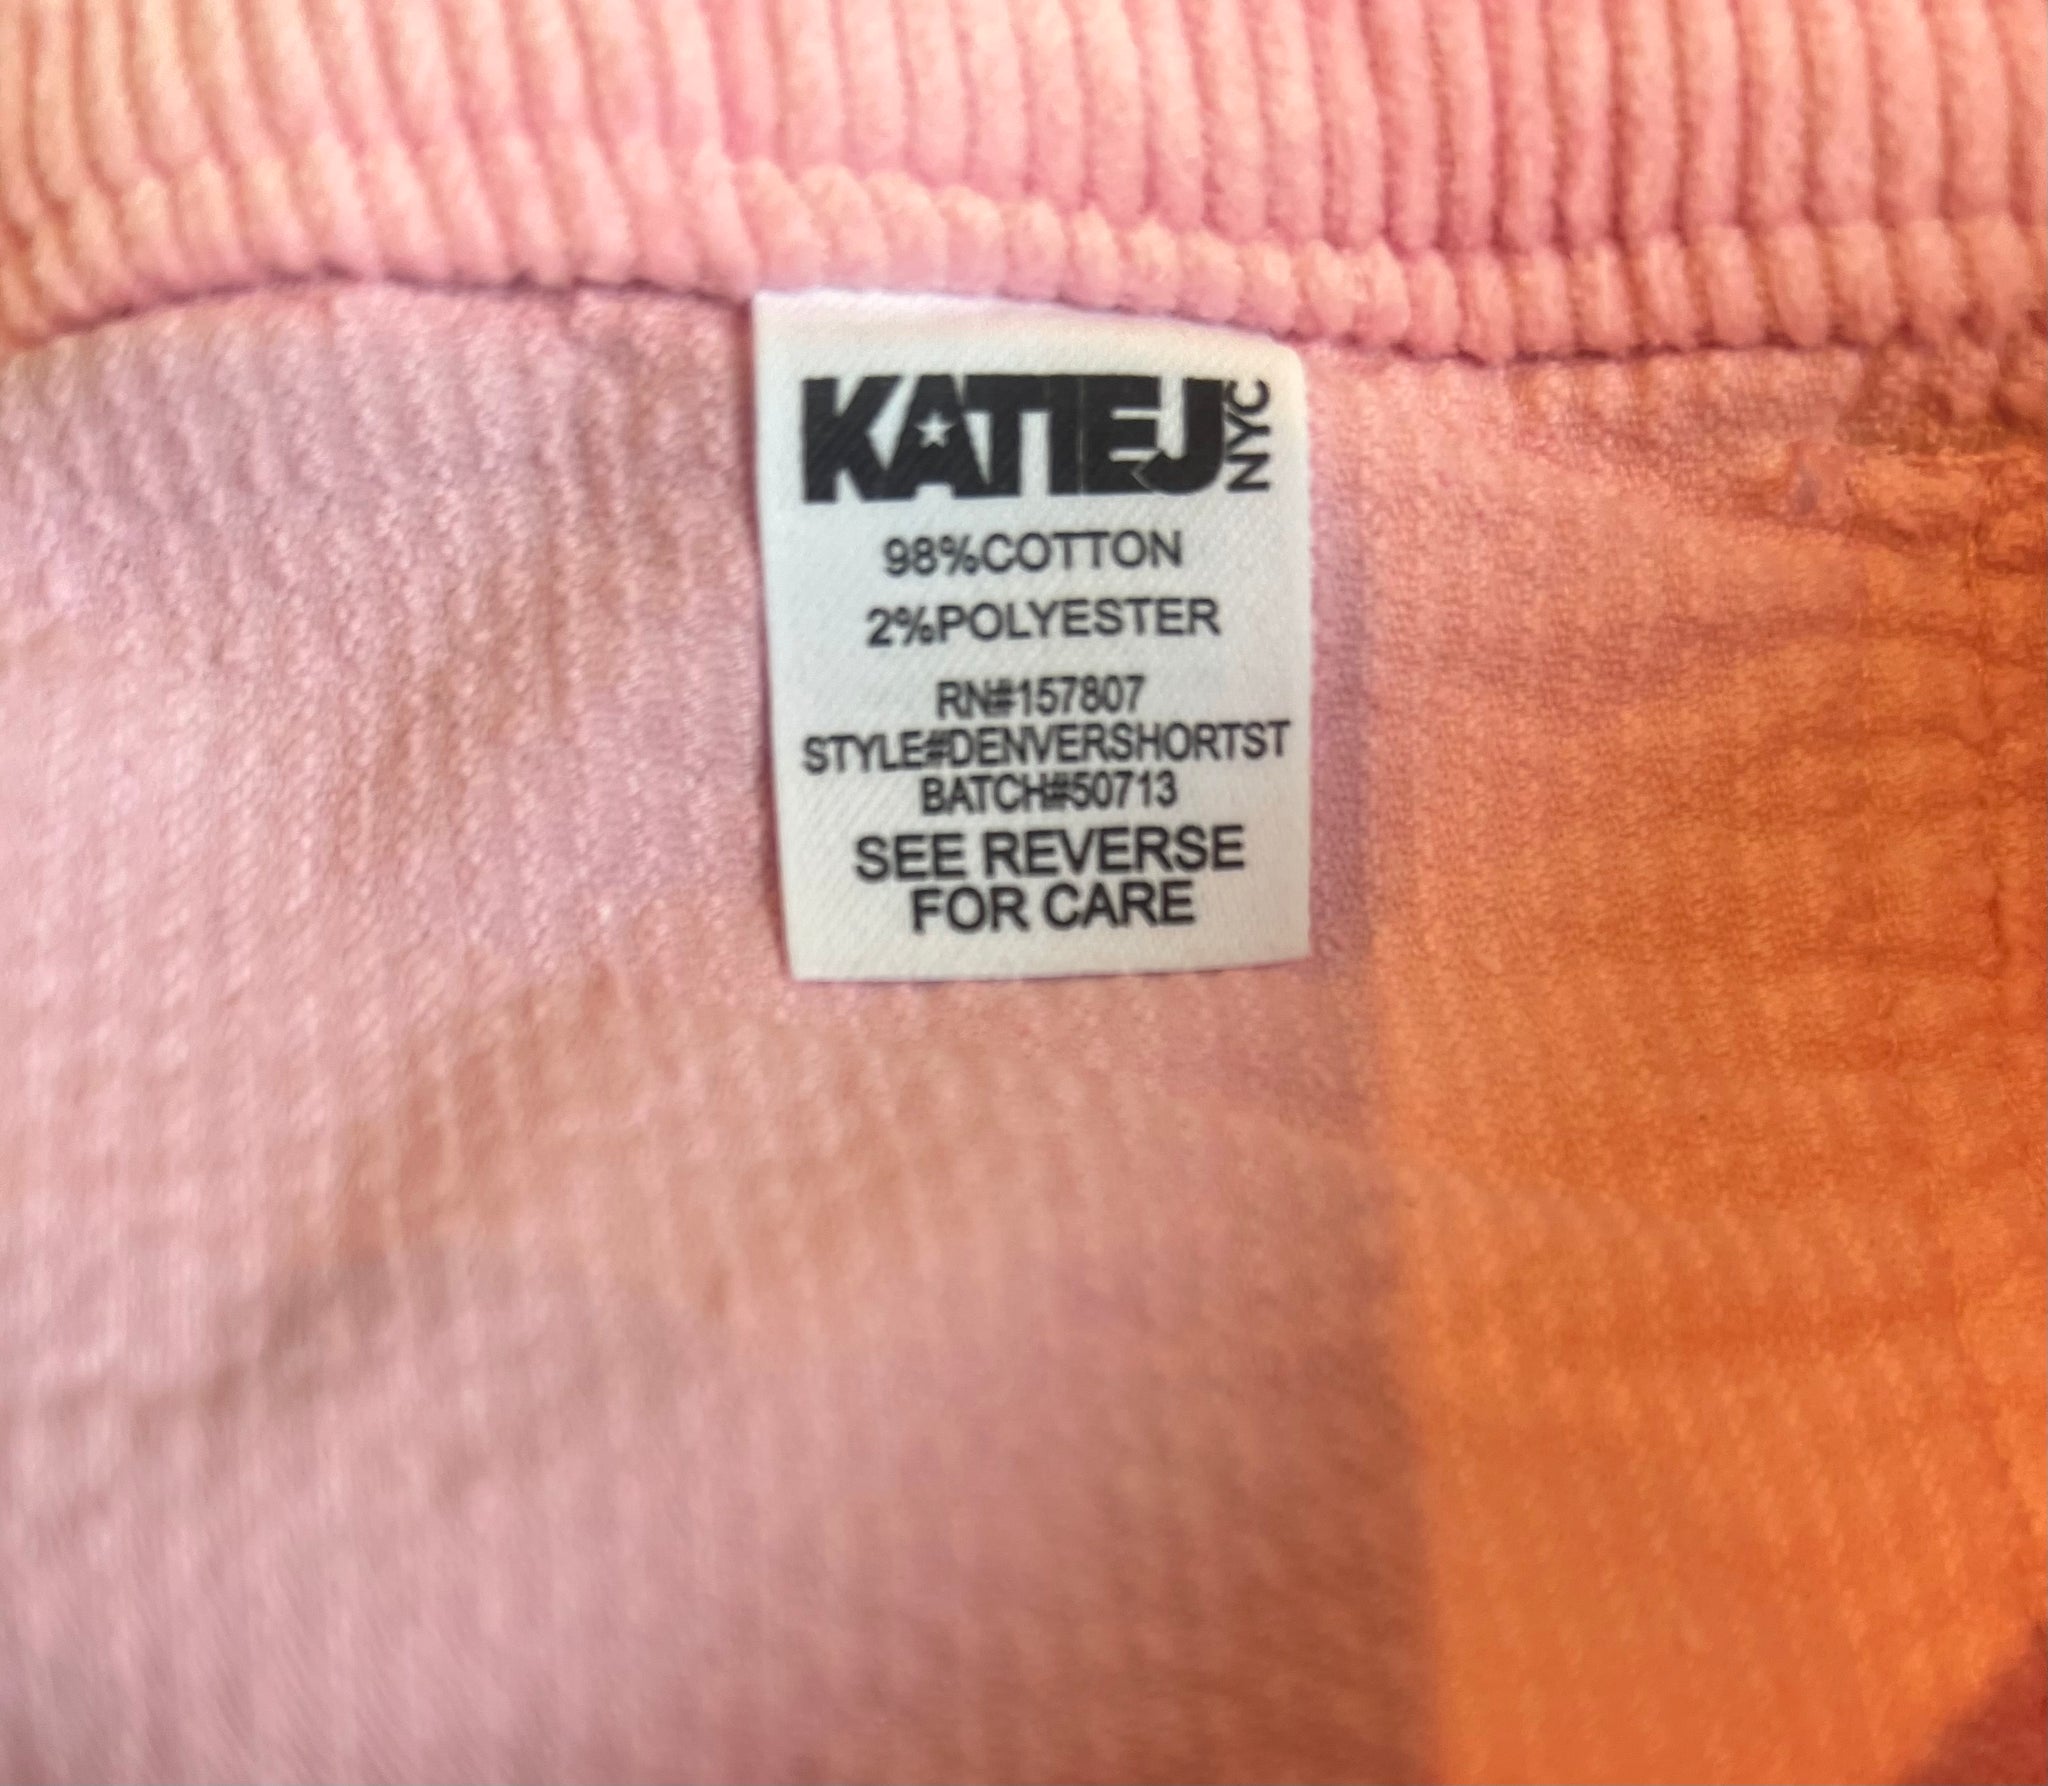 KATIEJ NYC
98%COTTON
2%POLYESTER
RN#157807
STYLE#DENVERSHORTST
BATCH#50713
SEE REVERSE
FOR CARE